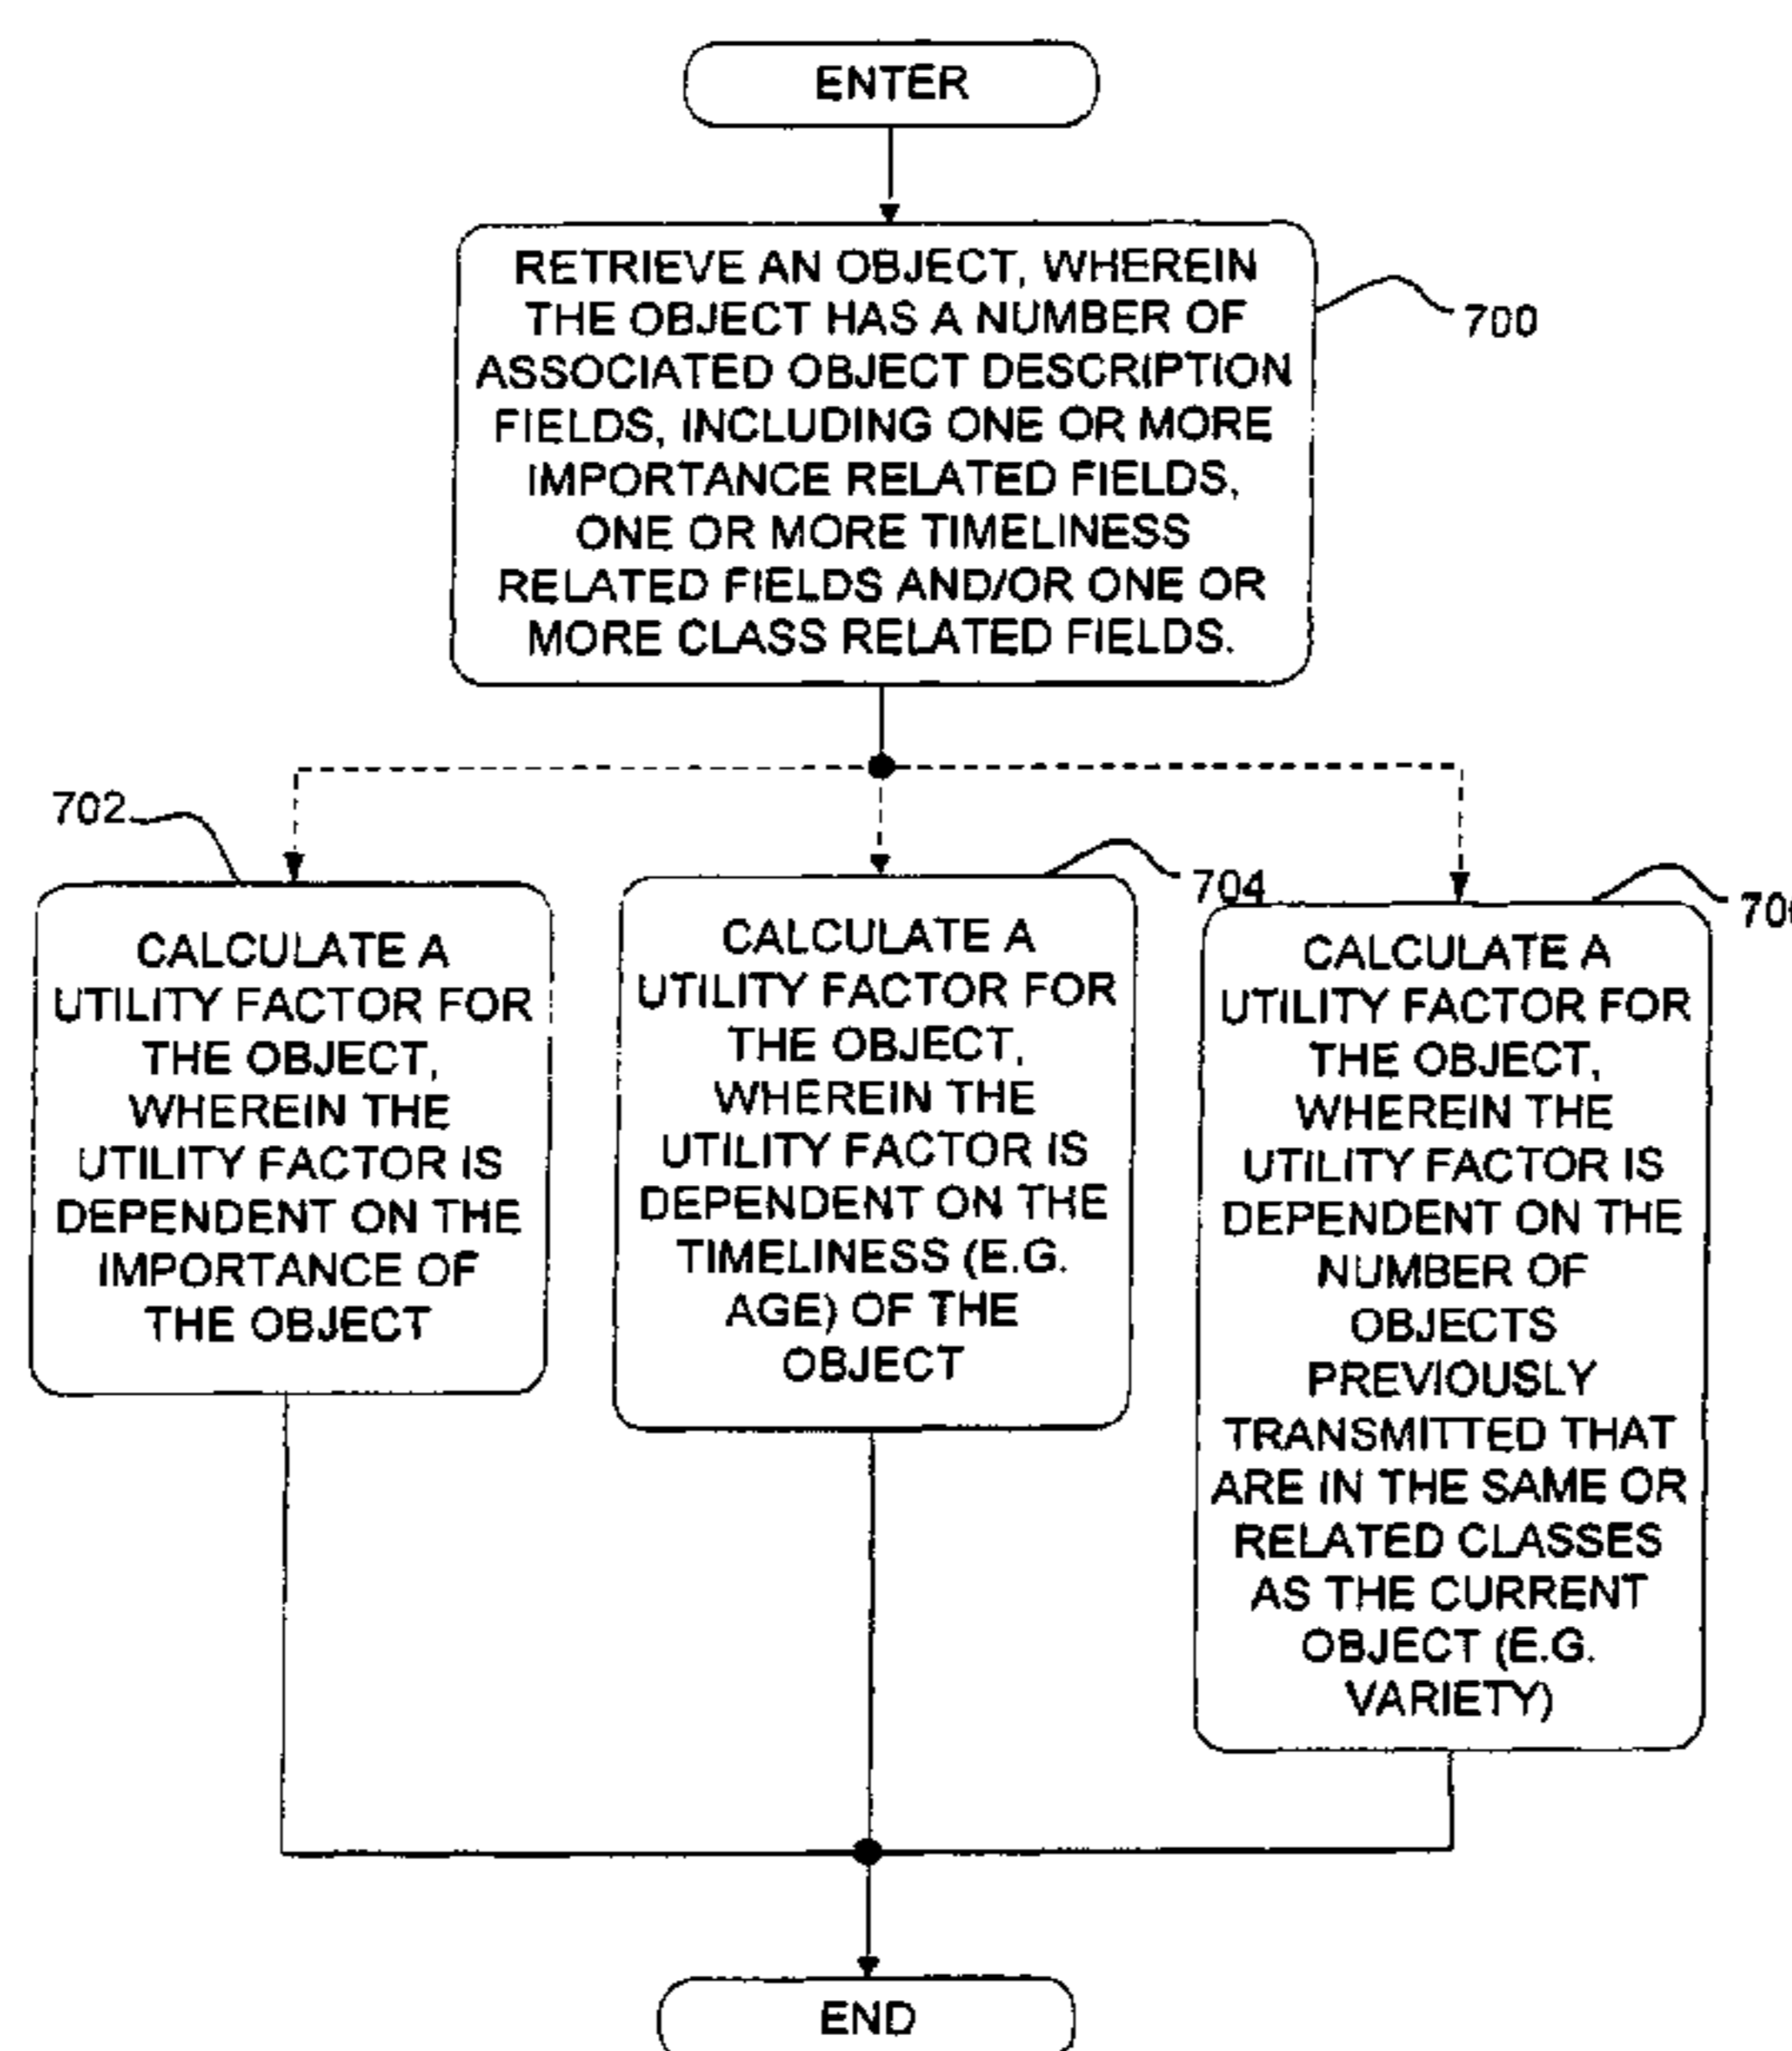 ENTER
RETRIEVE AN OBJECT, WHEREIN
THE OBJECT HAS A NUMBER OF
ASSOCIATED OBJECT DESCRIPTION
FIELDS, INCLUDING ONE OR MORE
IMPORTANCE RELATED FIELDS,
ONE OR MORE TIMELINESS
RELATED FIELDS AND/OR ONE OR
MORE CLASS RELATED FIELDS.
700
702
CALCULATE A
UTILITY FACTOR FOR
THE OBJECT,
WHEREIN THE
UTILITY FACTOR IS
DEPENDENT ON THE
IMPORTANCE OF
THE OBJECT
704
CALCULATE A
UTILITY FACTOR FOR
THE OBJECT,
WHEREIN THE
UTILITY FACTOR IS
DEPENDENT ON THE
TIMELINESS (E.G.
AGE) OF THE
OBJECT
CALCULATE A
UTILITY FACTOR FOR
THE OBJECT,
WHEREIN THE
UTILITY FACTOR IS
DEPENDENT ON THE
NUMBER OF
OBJECTS
PREVIOUSLY
TRANSMITTED THAT
ARE IN THE SAME OR
RELATED CLASSES
AS THE CURRENT
OBJECT (E.G.
VARIETY)
END